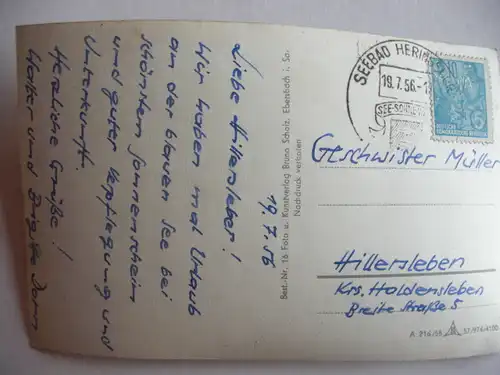 19.7.56
Liebe Hillersleber!
Wir haben mal Urlaub
an der blauen See bei
schönstem Sonnenschein
und guter Verpflegung und
Unterkunft.
Herzliche Grüße!
Walter und Brigitte
Best.-Nr. 16 Foto u. Kunstverlag Bruno Scholz, Ebersbach i. Sa.
Nachdruck verboten
SEEBAD HERINGSDORF
19.7.56.-1
Geschwister Müller
Hillersleben
Krs. Haldensleben
Breite Straße 5